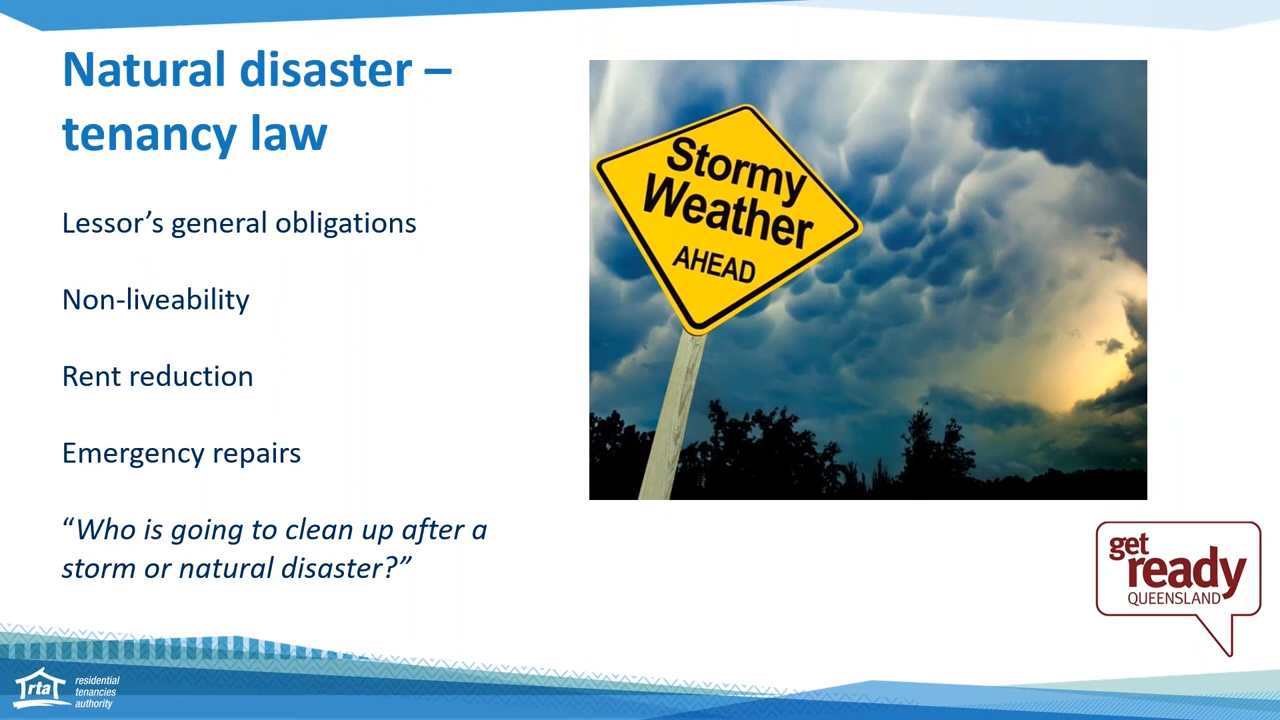 Natural disaster –
tenancy law
Lessor’s general obligations
Non-liveability
Rent reduction
Emergency repairs
“Who is going to clean up after a
storm or natural disaster?”
Stormy
Weather
AHEAD
get
ready
QUEENSLAND
rta
residential
tenancies
authority